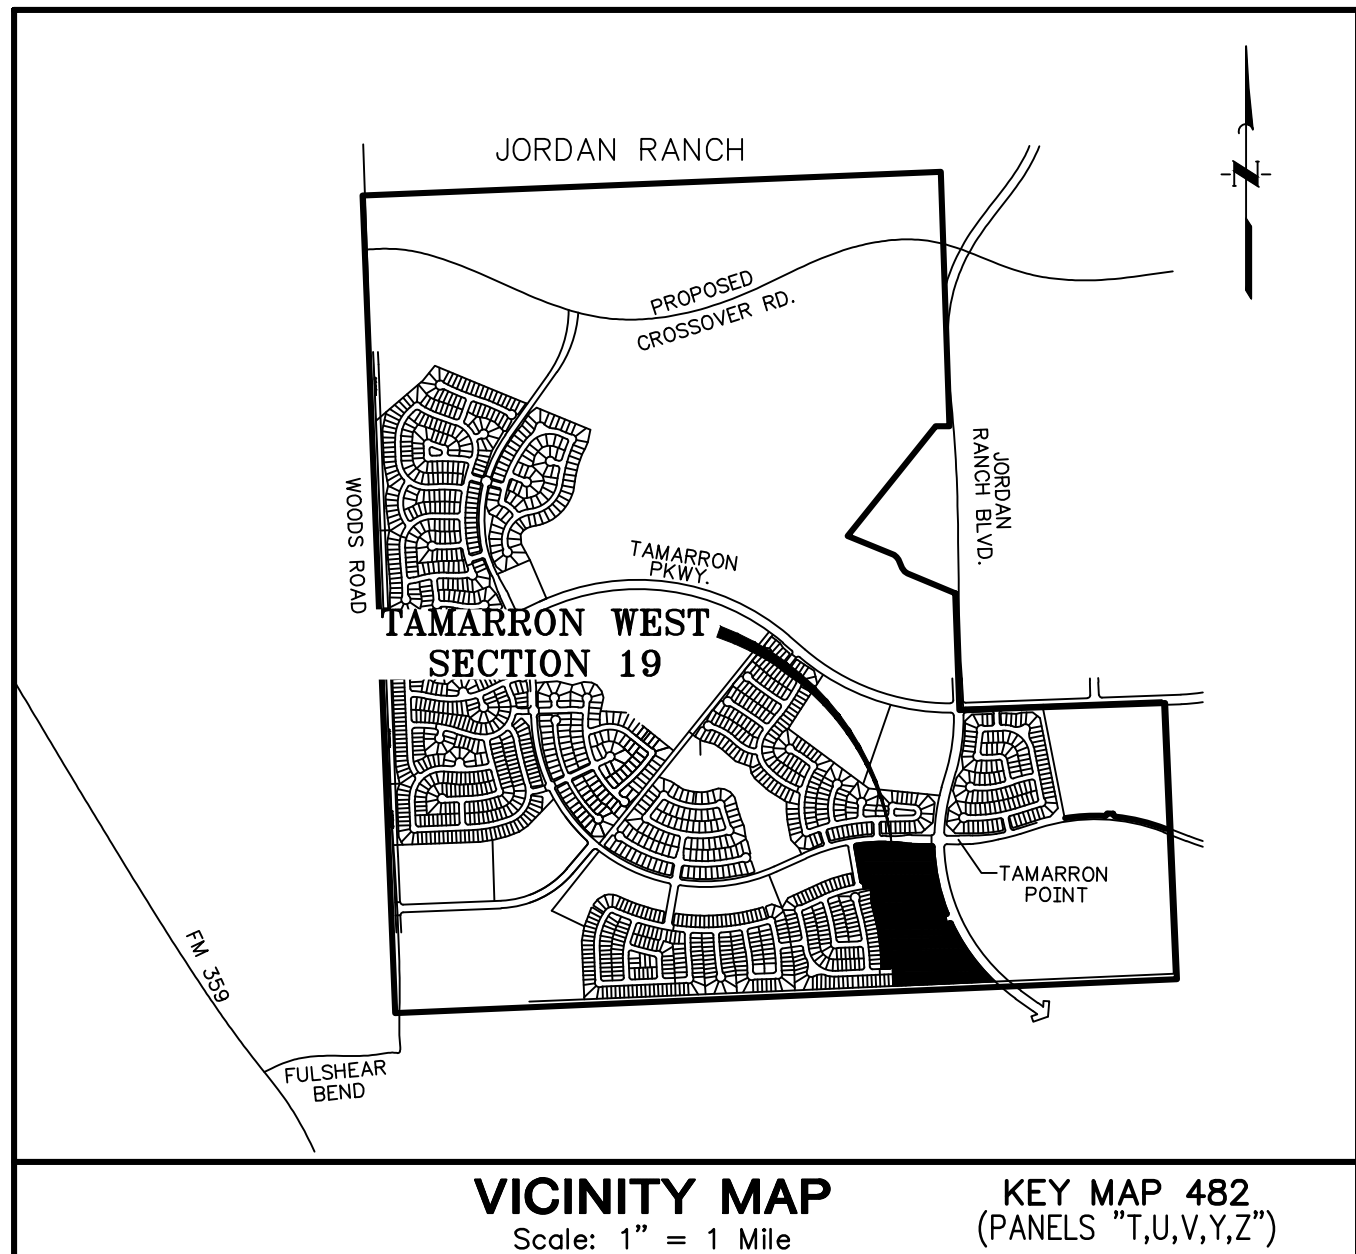 JORDAN RANCH
N
PROPOSED
CROSSOVER RD.
JORDAN
RANCH BLVD.
WOODS ROAD
TAMARRON
PKWY.
TAMARRON WEST
SECTION 19
TAMARRON
POINT
FM 359
FULSHEAR
BEND
VICINITY MAP
Scale: 1" = 1 Mile
KEY MAP 482
(PANELS "T,U,V,Y,Z")